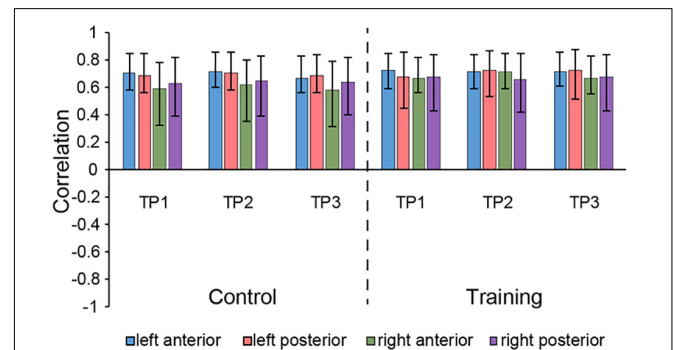 1
0.8
0.6
0.4
0.2
0
-0.2
-0.4
-0.6
-0.8
-1
Correlation
TP1 TP2 TP3 TP1 TP2 TP3
Control Training
left anterior left posterior right anterior right posterior